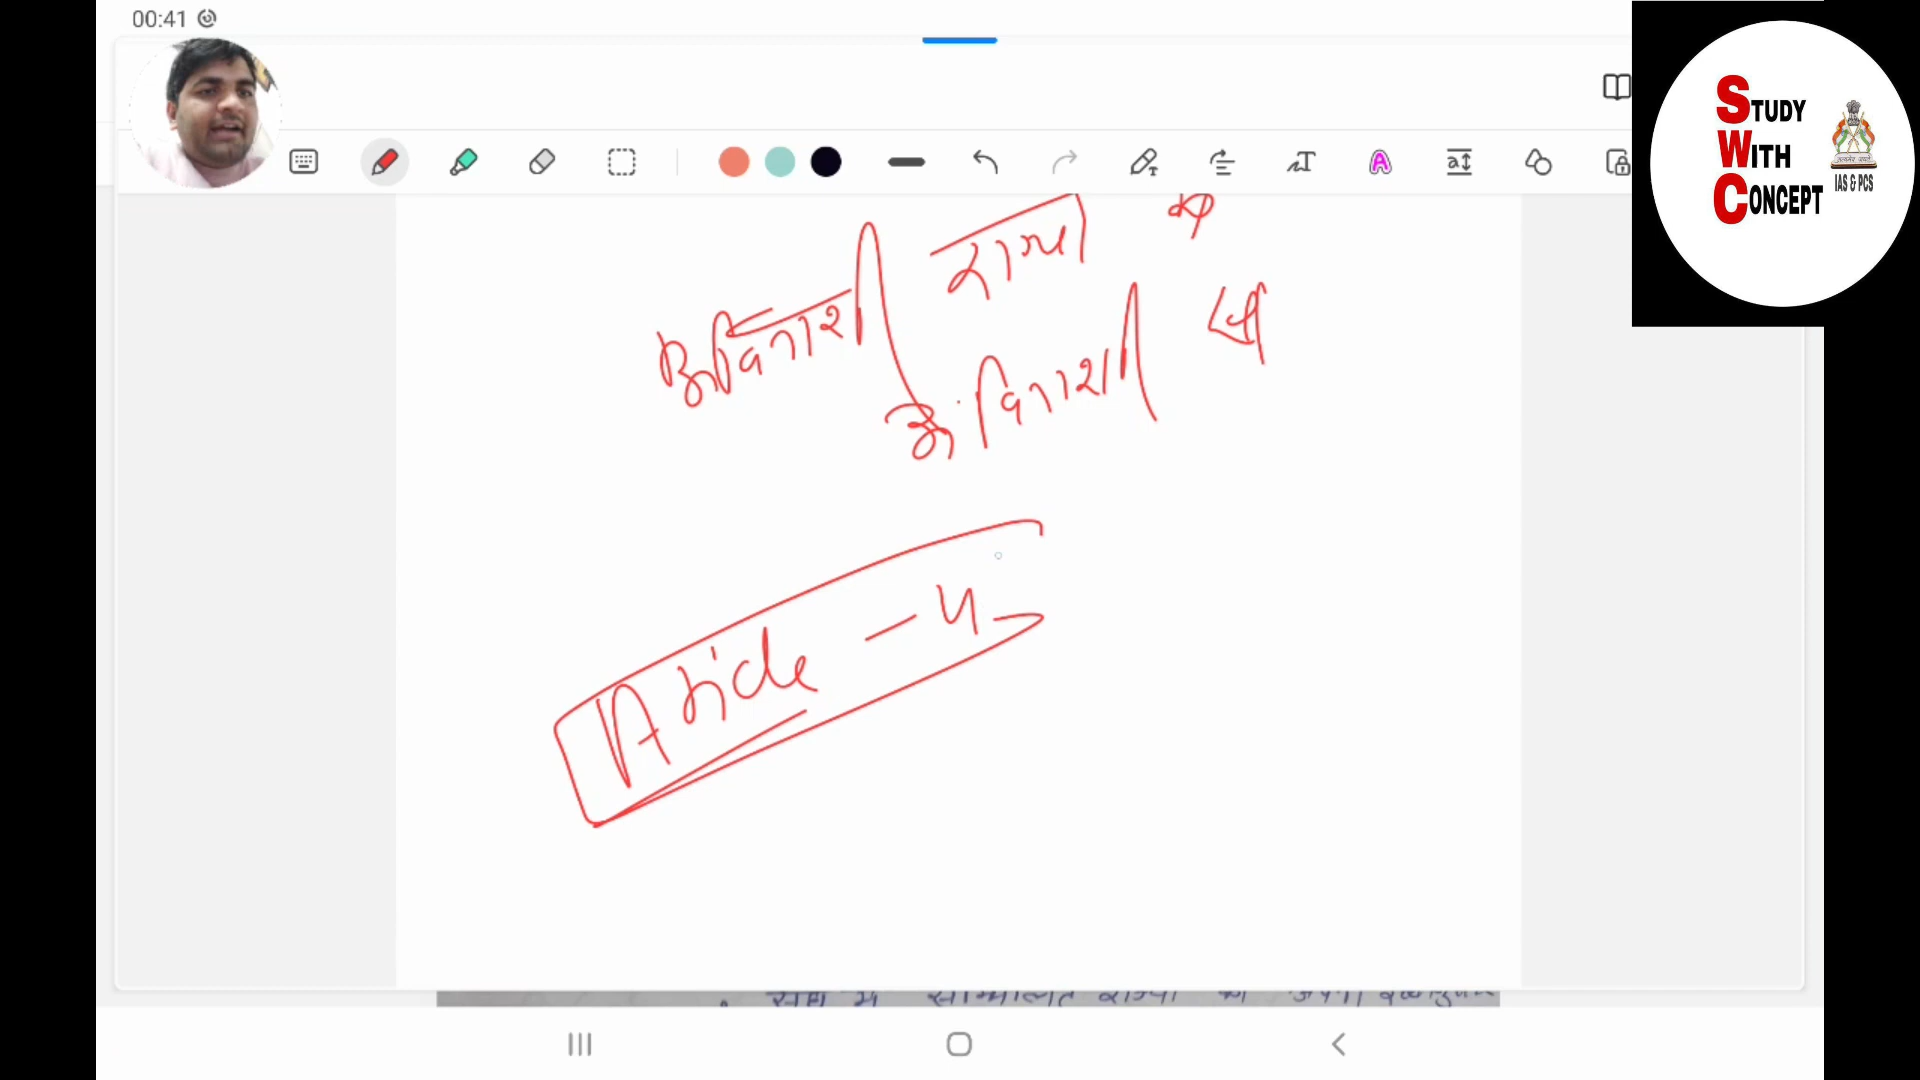 00:41
STUDY
WITH
CONCEPT
IAS & PCS
राज्यो के
अविनाशी
अविनाशी की
Article - 4